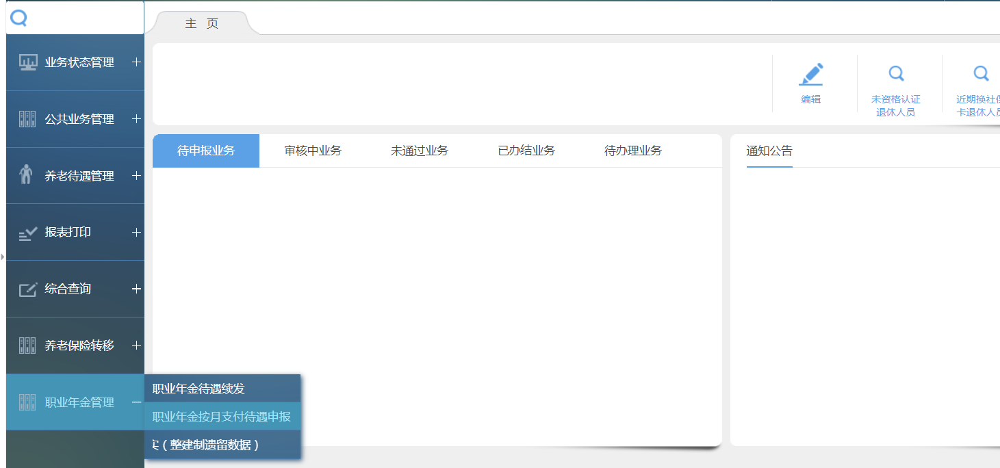 主 页
业务状态管理
公共业务管理
养老待遇管理
报表打印
综合查询
养老保险转移
职业年金管理
职业年金待遇续发
职业年金按月支付待遇申报
（整建制遗留数据）
编辑
未资格认证
退休人员
近期换社保
卡退休人员
待申报业务
审核中业务
未通过业务
已办结业务
待办理业务
通知公告